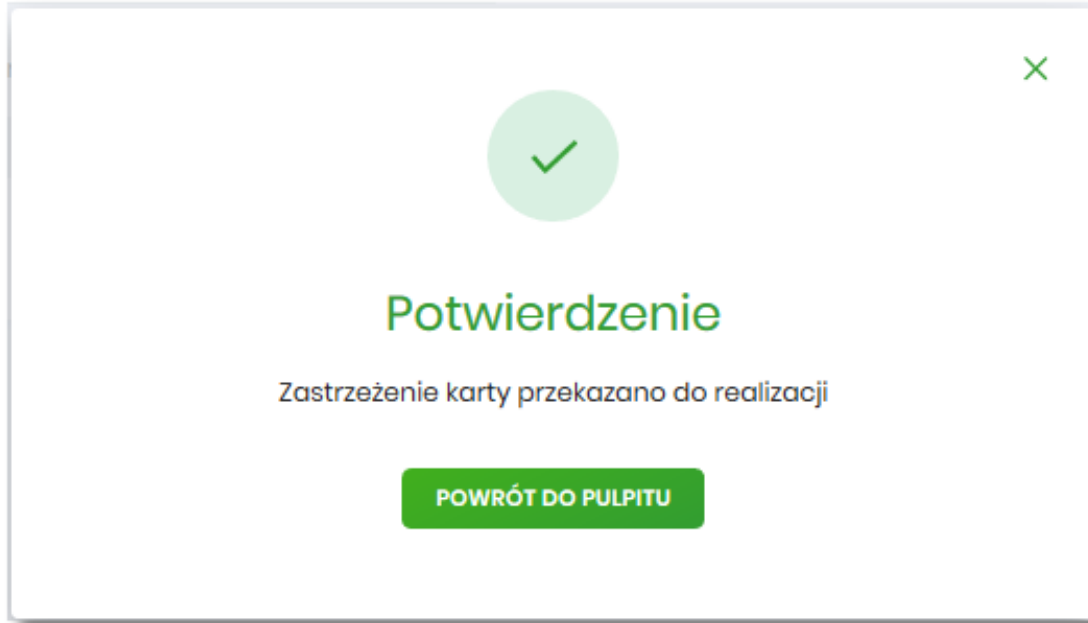 Potwierdzenie
Zastrzeżenie karty przekazano do realizacji
POWRÓT DO PULPITU